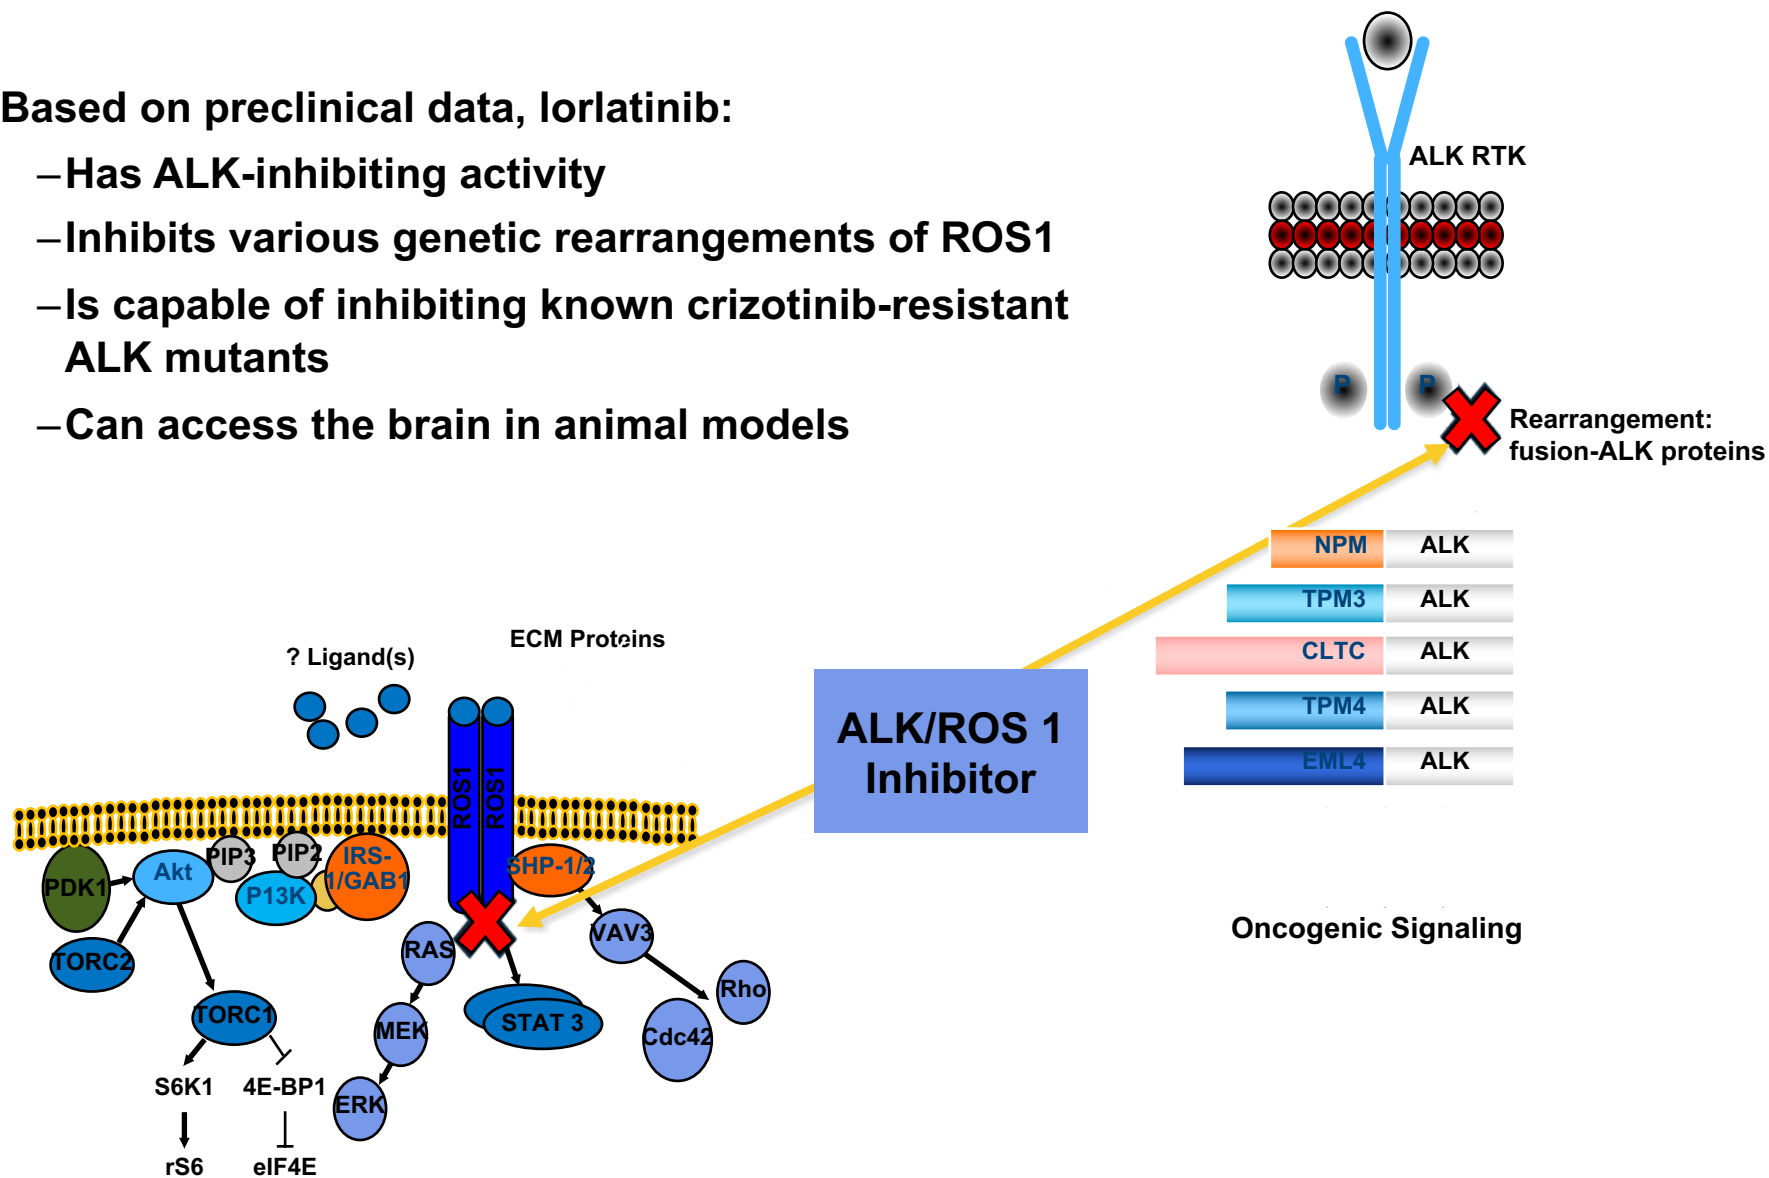 Based on preclinical data, lorlatinib:
–Has ALK-inhibiting activity
–Inhibits various genetic rearrangements of ROS1
–Is capable of inhibiting known crizotinib-resistant
ALK mutants
–Can access the brain in animal models
ALK RTK
P
P
Rearrangement:
fusion-ALK proteins
NPM ALK
TPM3 ALK
CLTC ALK
TPM4 ALK
EML4 ALK
Oncogenic Signaling
ALK/ROS 1
Inhibitor
? Ligand(s)
ECM Proteins
ROS1
ROS1
PDK1
Akt
PIP3
PIP2
P13K
IRS-
1/GAB1
SHP-1/2
TORC2
RAS
VAV3
TORC1
MEK
STAT 3
Cdc42
Rho
S6K1
4E-BP1
ERK
rS6
eIF4E